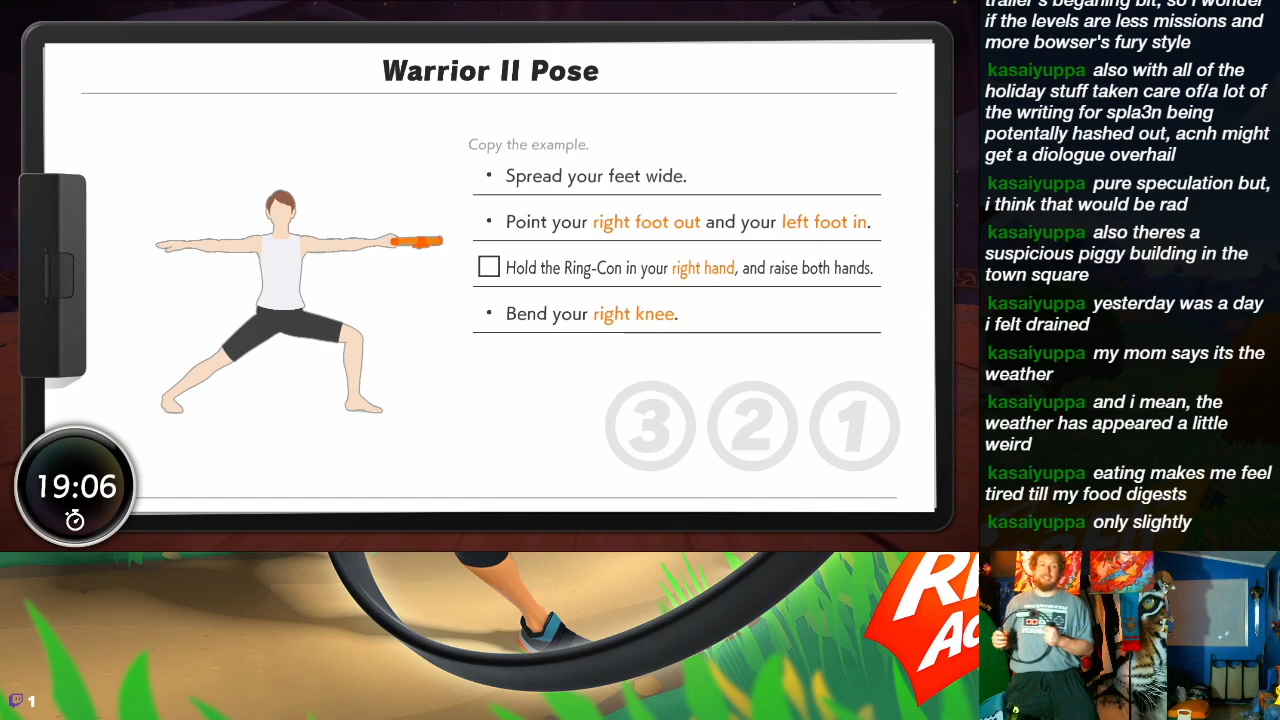 Warrior II Pose
Copy the example.
• Spread your feet wide.
• Point your right foot out and your left foot in.
Hold the Ring-Con in your right hand, and raise both hands.
• Bend your right knee.
3 2 1
19:06
1
trailer's beganing bit, so i wonder
if the levels are less missions and
more bowser's fury style
kasaiyuppa also with all of the
holiday stuff taken care of/a lot of
the writing for spla3n being
potentally hashed out, acnh might
get a diologue overhail
kasaiyuppa pure speculation but,
i think that would be rad
kasaiyuppa also theres a
suspicious piggy building in the
town square
kasaiyuppa yesterday was a day
i felt drained
kasaiyuppa my mom says its the
weather
kasaiyuppa and i mean, the
weather has appeared a little
weird
kasaiyuppa eating makes me feel
tired till my food digests
kasaiyuppa only slightly